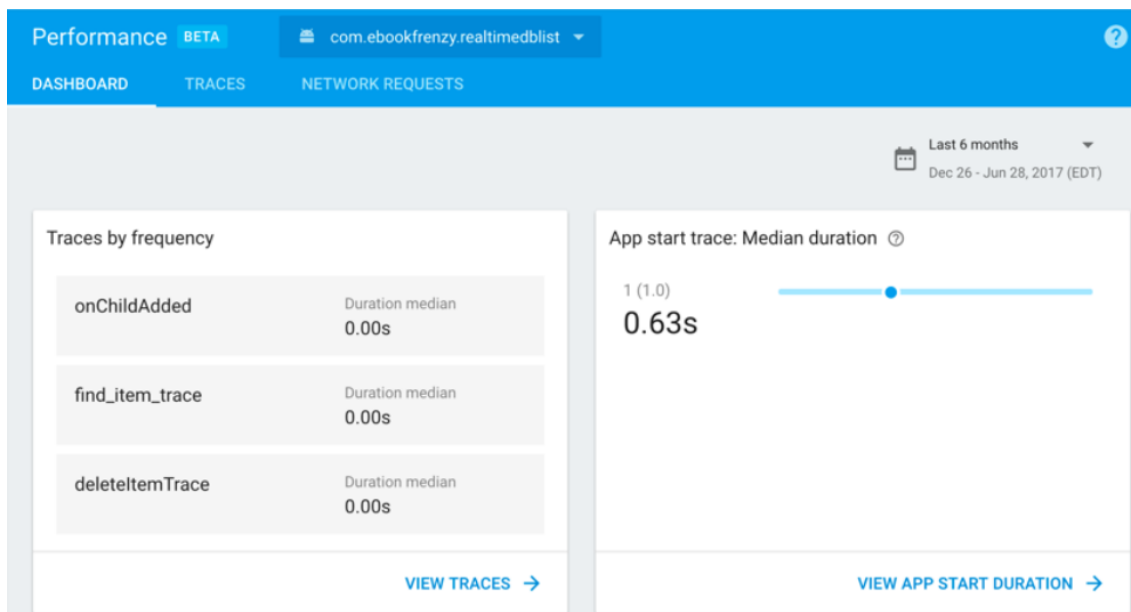 Performance BETA com.ebookfrenzy.realtimedblist
DASHBOARD TRACES NETWORK REQUESTS
Last 6 months
Dec 26 - Jun 28, 2017 (EDT)
Traces by frequency
onChildAdded
Duration median
0.00s
find_item_trace
Duration median
0.00s
deleteItemTrace
Duration median
0.00s
VIEW TRACES
App start trace: Median duration
1 (1.0)
0.63s
VIEW APP START DURATION